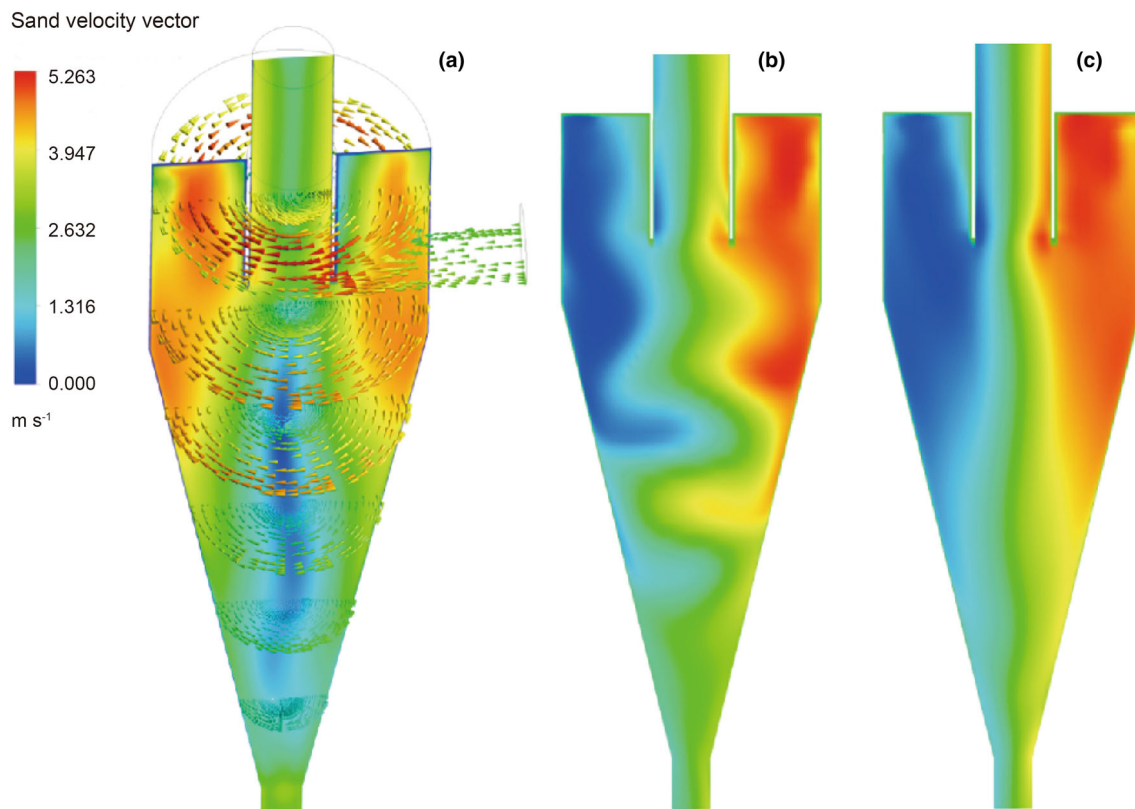 Sand velocity vector
(a)
(b)
(c)
5.263
3.947
2.632
1.316
0.000
m s⁻¹